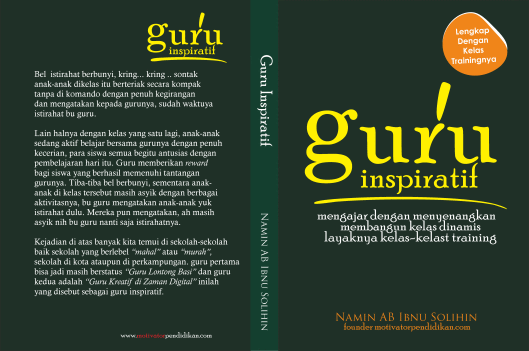 guru
inspiratif
Bel istirahat berbunyi, kring... kring .. sontak
anak-anak dikelas itu berteriak secara kompak
tanpa di komando dengan penuh kegirangan
dan mengatakan kepada gurunya, sudah waktuya
istirahat bu guru.
Lain halnya dengan kelas yang satu lagi, anak-anak
sedang aktif belajar bersama gurunya dengan penuh
kecerian, para siswa semua begitu antusias dengan
pembelajaran hari itu. Guru memberikan reward
bagi siswa yang berhasil memenuhi tantangan
gurunya. Tiba-tiba bel berbunyi, sementara anak-
anak di kelas tersebut masih asyik dengan berbagai
aktivitasnya, bu guru mengatakan anak-anak yuk
istirahat dulu. Mereka pun mengatakan, ah masih
asyik nih bu guru nanti saja istirahatnya.
Kejadian di atas banyak kita temui di sekolah-sekolah
baik sekolah yang berlebel "mahal" atau "murah",
sekolah di kota ataupun di perkampungan. guru pertama
bisa jadi masih berstatus "Guru Lontong Basi" dan guru
kedua adalah "Guru Kreatif di Zaman Digital" inilah
yang disebut sebagai guru inspiratif.
www.motivatorpendidikan.com
Guru Inspiratif
Namin AB Ibnu Solihin
Lengkap
Dengan
Kelas
Trainingnya
guru
inspiratif
mengajar dengan menyenangkan
membangun kelas dinamis
layaknya kelas-kelast training
Namin AB Ibnu Solihin
founder motivatorpendidikan.com